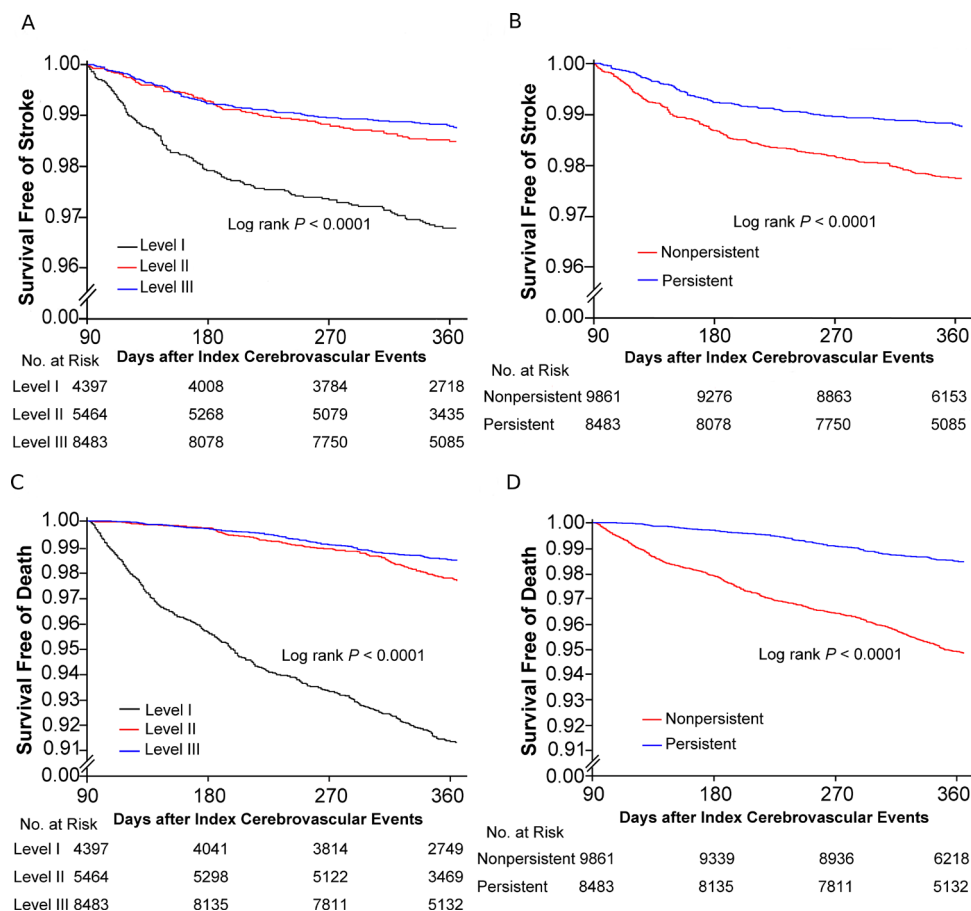 A
Survival Free of Stroke
1.00
0.99
0.98
0.97
0.96
0.00
Log rank P < 0.0001
Level I
Level II
Level III
90 180 270 360
Days after Index Cerebrovascular Events
No. at Risk
Level I 4397 4008 3784 2718
Level II 5464 5268 5079 3435
Level III 8483 8078 7750 5085
B
Survival Free of Stroke
1.00
0.99
0.98
0.97
0.96
0.00
Log rank P < 0.0001
Nonpersistent
Persistent
90 180 270 360
Days after Index Cerebrovascular Events
No. at Risk
Nonpersistent 9861 9276 8863 6153
Persistent 8483 8078 7750 5085
C
Survival Free of Death
1.00
0.99
0.98
0.97
0.96
0.95
0.94
0.93
0.92
0.91
0.00
Log rank P < 0.0001
Level I
Level II
Level III
90 180 270 360
Days after Index Cerebrovascular Events
No. at Risk
Level I 4397 4041 3814 2749
Level II 5464 5298 5122 3469
Level III 8483 8135 7811 5132
D
Survival Free of Death
1.00
0.99
0.98
0.97
0.96
0.95
0.94
0.93
0.92
0.91
0.00
Log rank P < 0.0001
Nonpersistent
Persistent
90 180 270 360
Days after Index Cerebrovascular Events
No. at Risk
Nonpersistent 9861 9339 8936 6218
Persistent 8483 8135 7811 5132